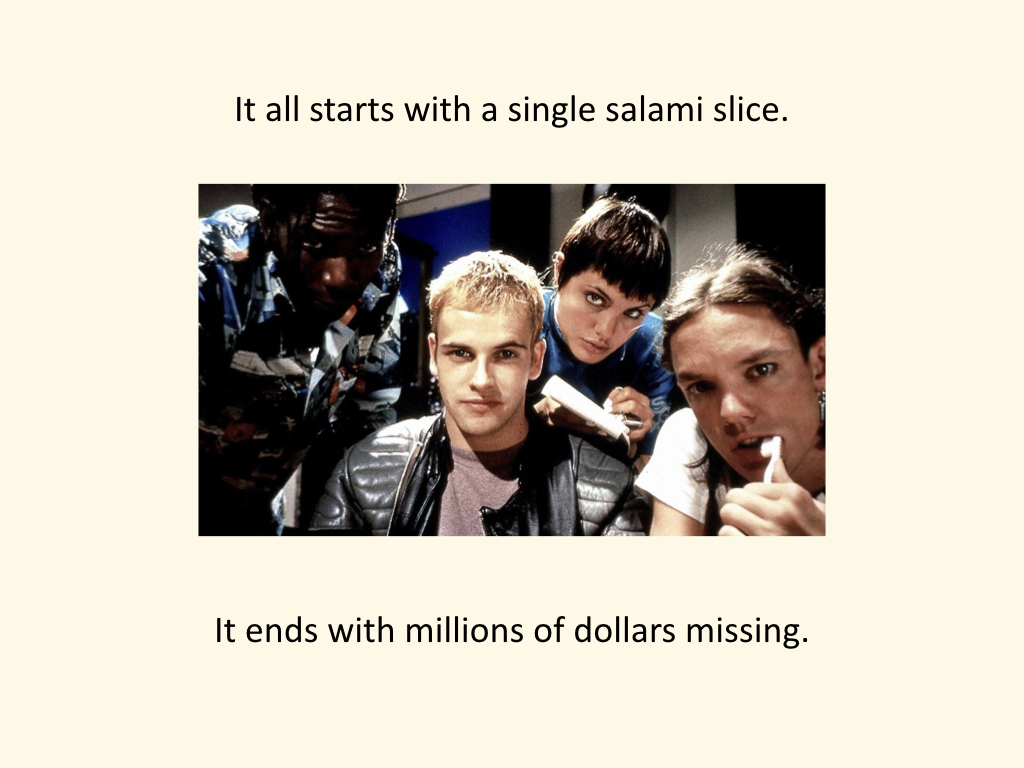 It all starts with a single salami slice.
It ends with millions of dollars missing.